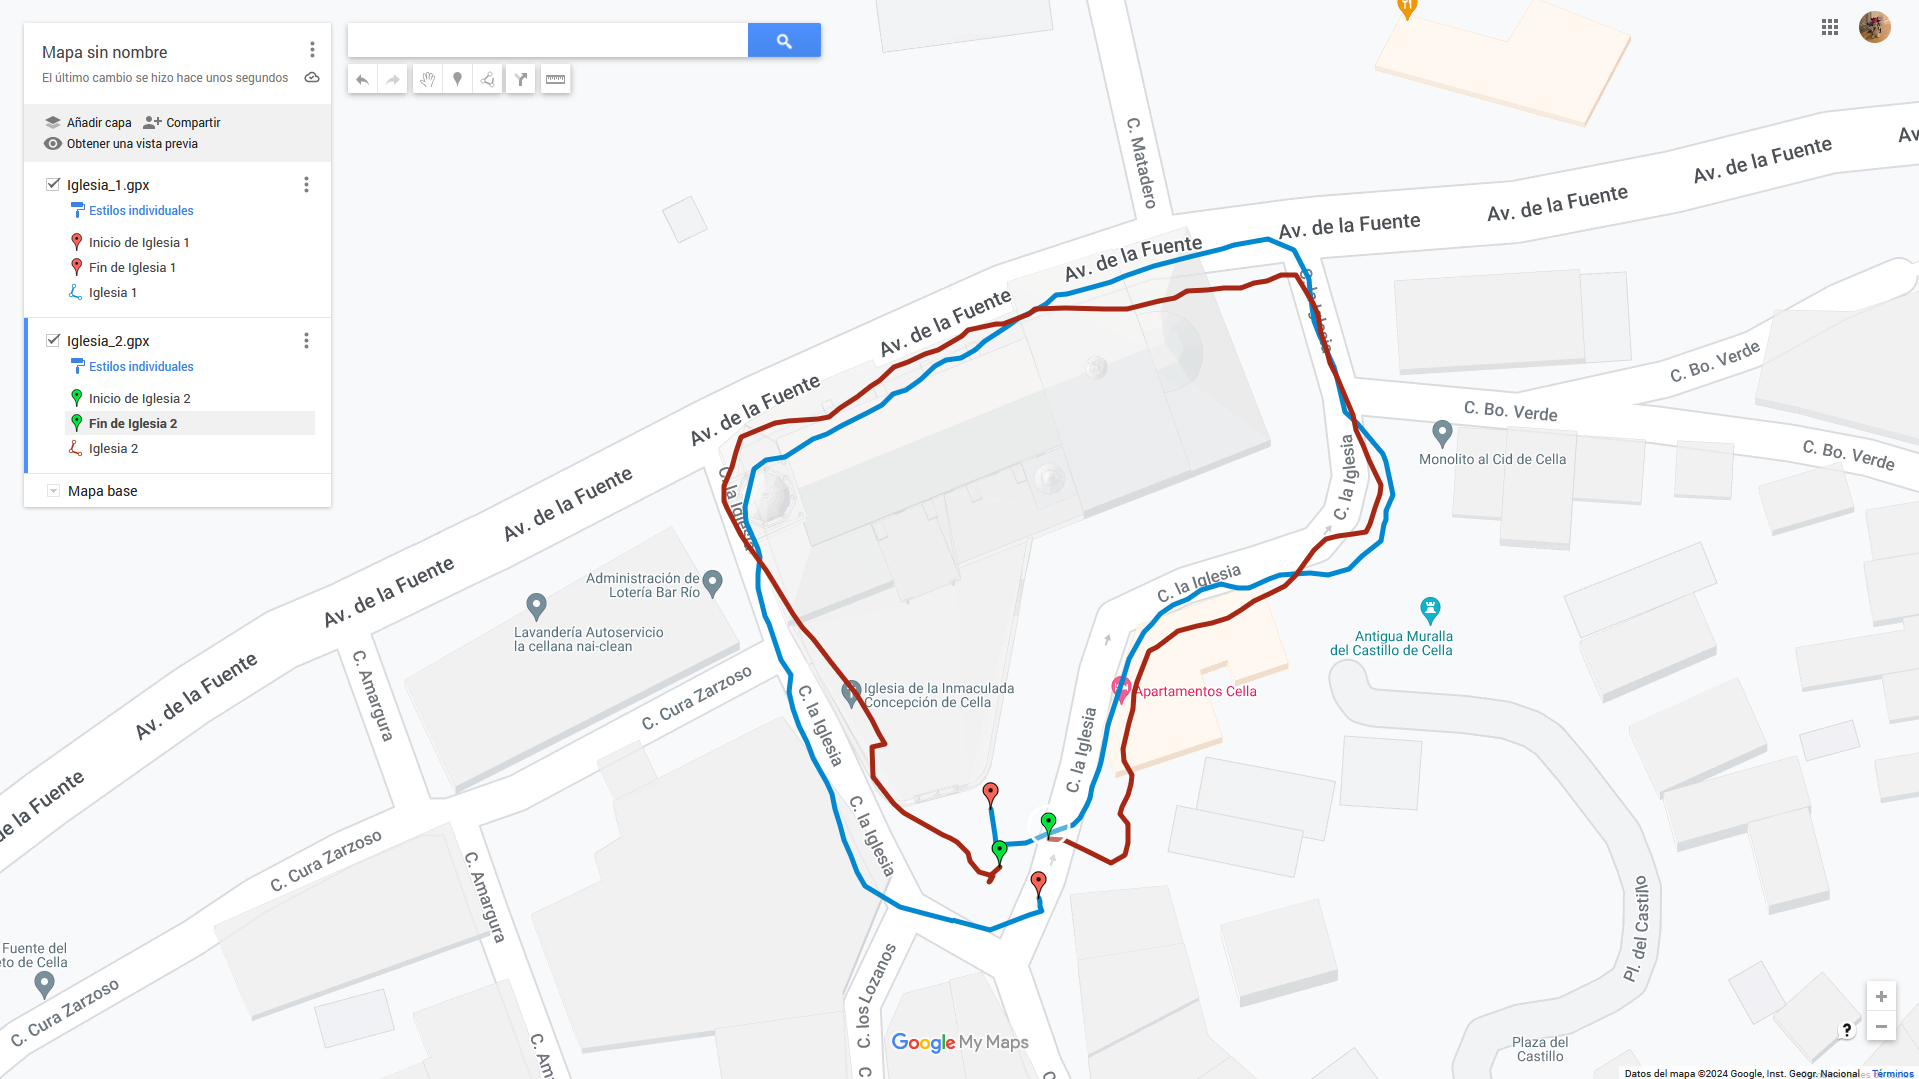 Mapa sin nombre
El último cambio se hizo hace unos segundos
Añadir capa
Compartir
Obtener una vista previa
Iglesia_1.gpx
Estilos individuales
Inicio de Iglesia 1
Fin de Iglesia 1
Iglesia 1
Iglesia_2.gpx
Estilos individuales
Inicio de Iglesia 2
Fin de Iglesia 2
Iglesia 2
Mapa base
C. Matadero
Av. de la Fuente
Av. de la Fuente
Av. de la Fuente
Av. de la Fuente
Av. de la Fuente
Av. de la Fuente
Av. de la Fuente
Av. de la Fuente
Av. de la Fuente
Av. de la Fuente
de la Fuente
Av
C. la Iglesia
C. Bo. Verde
C. Bo. Verde
C. Bo. Verde
Monolito al Cid de Cella
C. la Iglesia
C. la Iglesia
C. la Iglesia
Administración de
Lotería Bar Río
Lavandería Autoservicio
la cellana nai-clean
Antigua Muralla
del Castillo de Cella
C. Amargura
C. Cura Zarzoso
Iglesia de la Inmaculada
Concepción de Cella
Apartamentos Cella
C. la Iglesia
C. la Iglesia
C. la Iglesia
C. Cura Zarzoso
C. Amargura
Fuente del
eto de Cella
C. Cura Zarzoso
C. los Lozanos
Pl. del Castillo
C. Am
C
Google My Maps
Plaza del
Castillo
+
−
?
Datos del mapa ©2024 Google, Inst. Geogr. Nacional
Términos